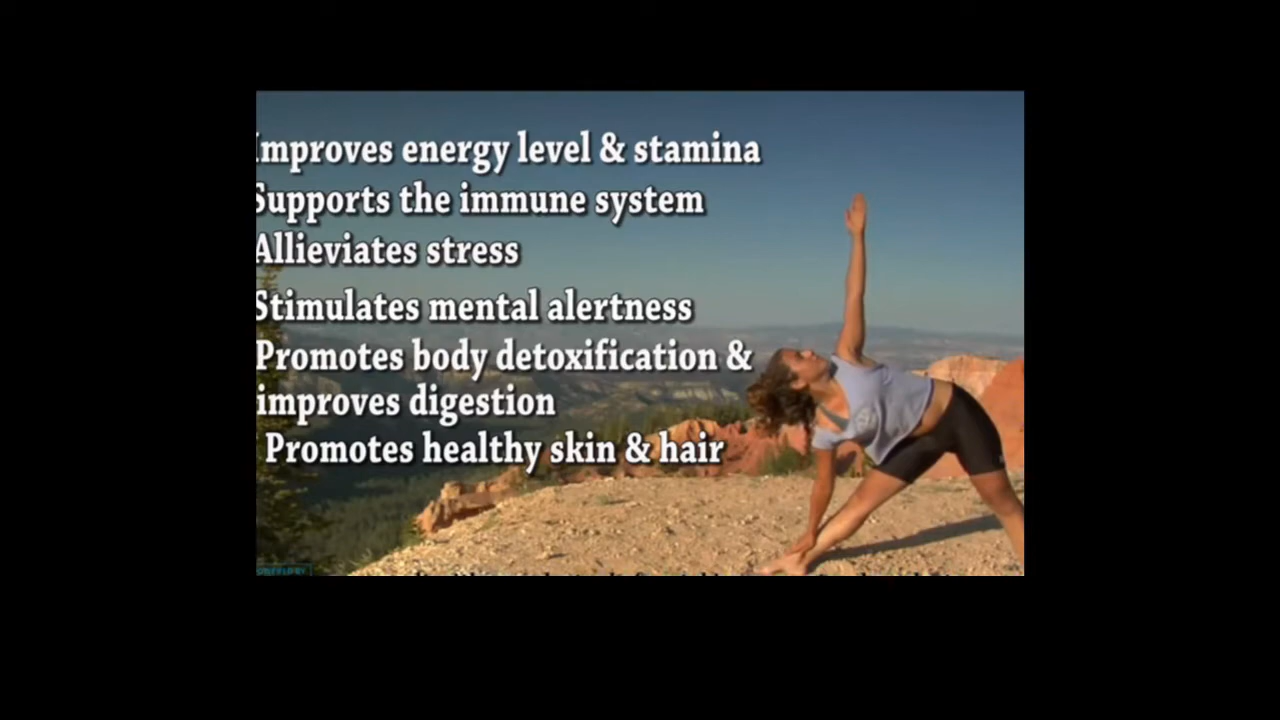 Improves energy level & stamina
Supports the immune system
Allieviates stress
Stimulates mental alertness
Promotes body detoxification &
improves digestion
Promotes healthy skin & hair